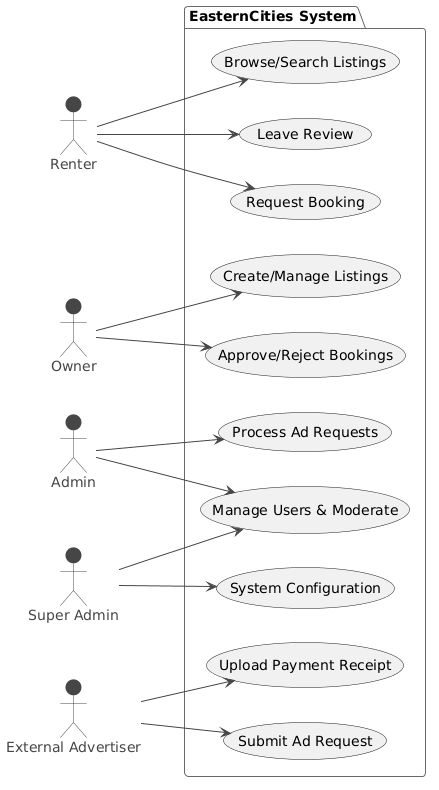 EasternCities System
Browse/Search Listings
Leave Review
Renter
Request Booking
Create/Manage Listings
Owner
Approve/Reject Bookings
Process Ad Requests
Admin
Manage Users & Moderate
System Configuration
Super Admin
Upload Payment Receipt
Submit Ad Request
External Advertiser